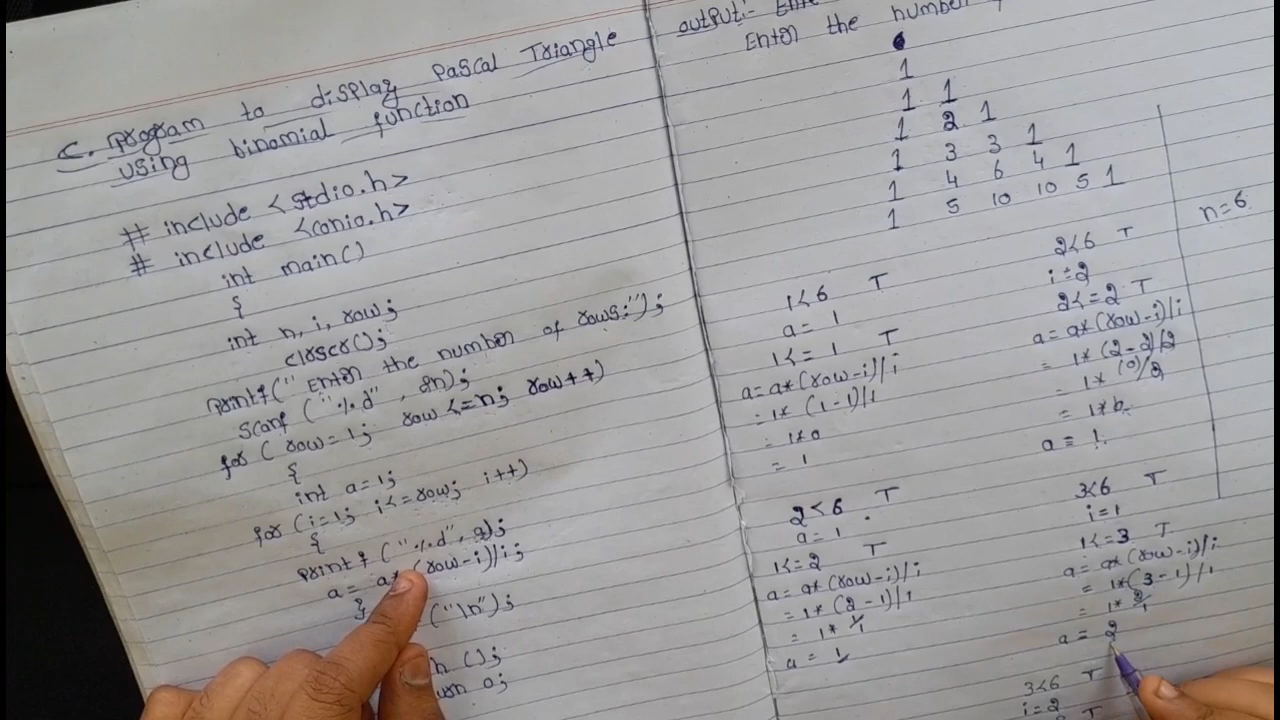 C. program to display Pascal Triangle
using binomial function
# include <stdio.h>
# include <conio.h>
int main()
{
int n, i, row;
clrscr();
printf(" Enter the number of rows:");
scanf ("%d" , &n);
for ( row=1; row <=n; row++)
{
int a=1;
for (i=1; i<=row; i++)
{
printf ("%d", a);
a= a* (row-i)/i;
}
("\n");
h ();
urn 0;
output:-
Enter the number
1
1 1
1 2 1
1 3 3 1
1 4 6 4 1
1 5 10 10 5 1
1<6 T
a= 1
1<= 1 T
a=a*(row-i)/i
=1* (1-1)/1
= 1*0
= 1
2<6 T
a=1.
1<=2 T
a= a*(row-i)/i
= 1* (2-1)/1
= 1* 1/1
a = 1
2<6 T
i=2
2<=2 T
a= a*(row-i)/i
= 1*(2-2)/2
= 1* (0)/2
= 1*0
a = 1.
3<6 T
i=1
1<=3 T
a= a*(row-i)/i
= 1*(3-1)/1
= 1* 2/1
a = 2
3<6 T
i=2
T
n=6